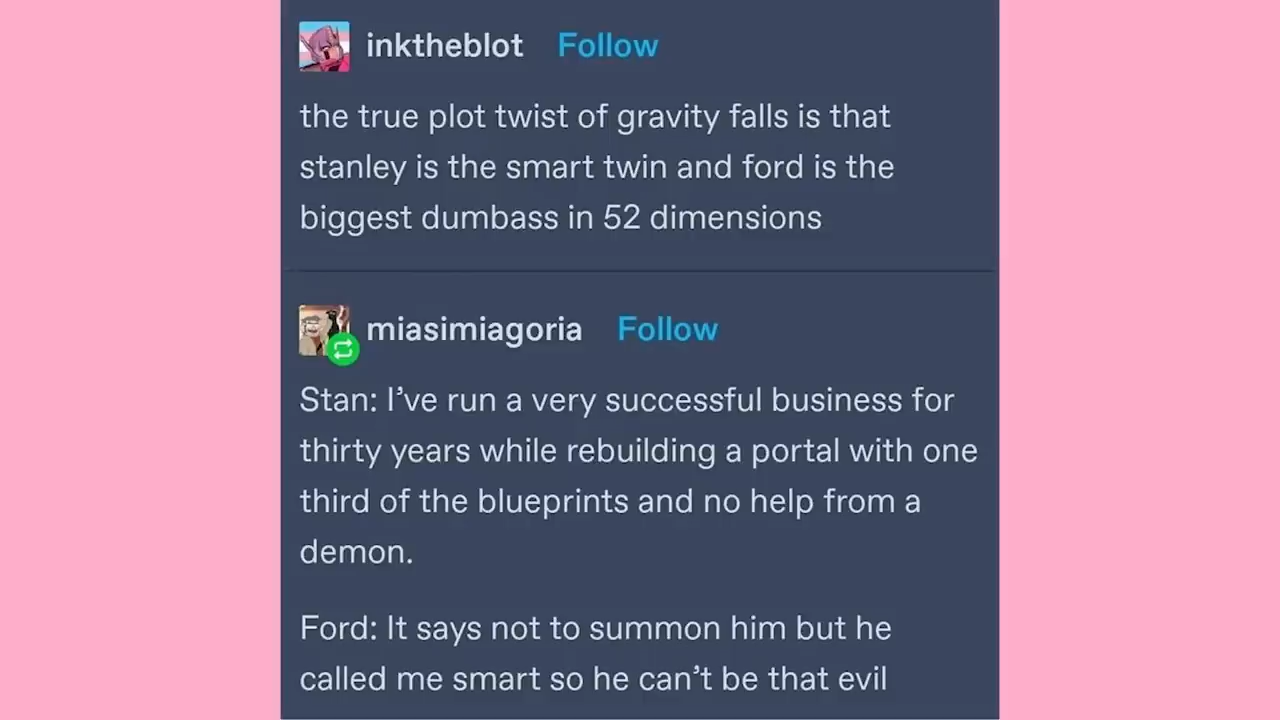 inktheblot Follow
the true plot twist of gravity falls is that
stanley is the smart twin and ford is the
biggest dumbass in 52 dimensions
miasimiagoria Follow
Stan: I’ve run a very successful business for
thirty years while rebuilding a portal with one
third of the blueprints and no help from a
demon.
Ford: It says not to summon him but he
called me smart so he can’t be that evil